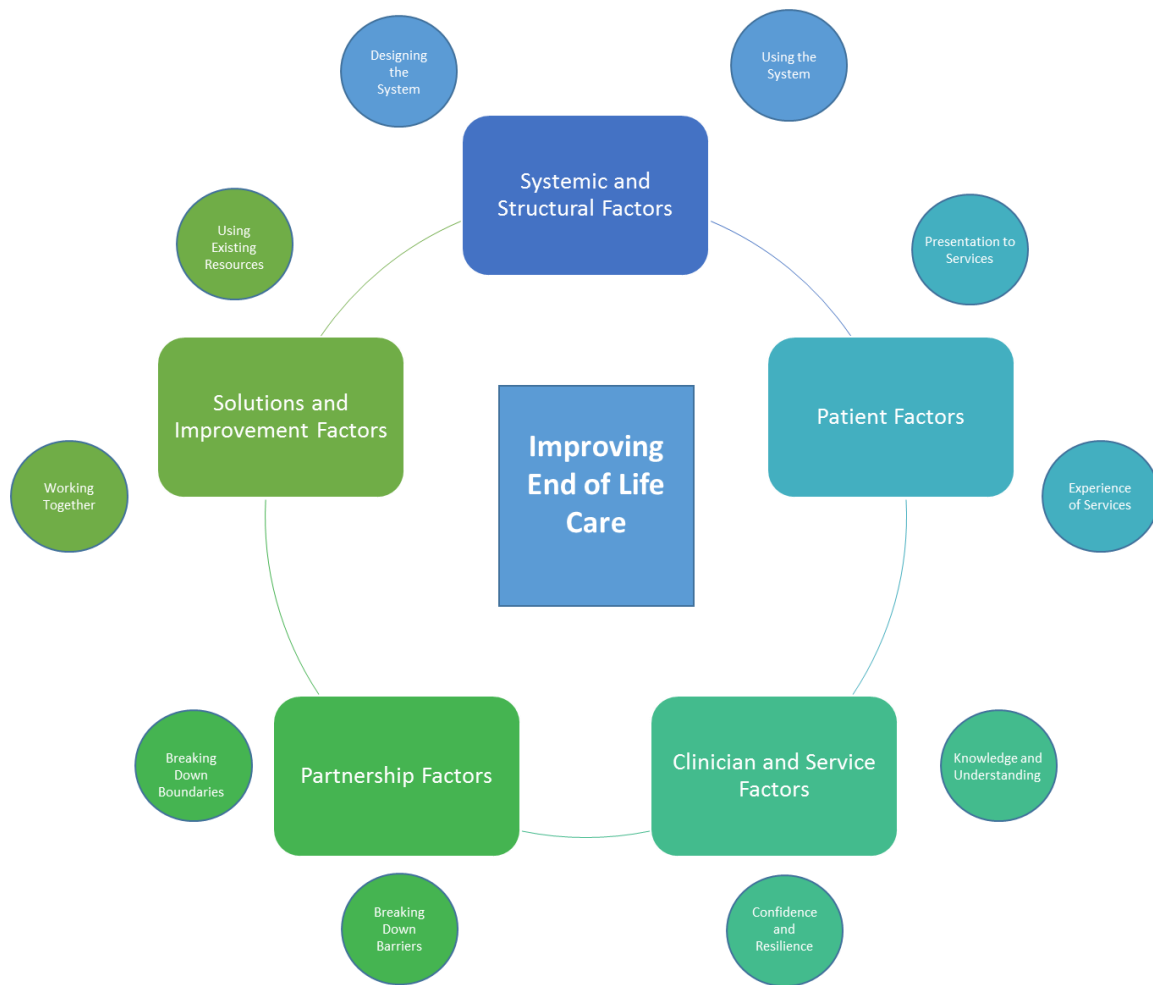 Designing
the
System
Using the
System
Systemic and
Structural Factors
Using
Existing
Resources
Presentation to
Services
Solutions and
Improvement Factors
Patient Factors
Improving
End of Life
Care
Working
Together
Experience
of Services
Breaking
Down
Boundaries
Partnership Factors
Clinician and Service
Factors
Knowledge and
Understanding
Breaking
Down
Barriers
Confidence
and
Resilience